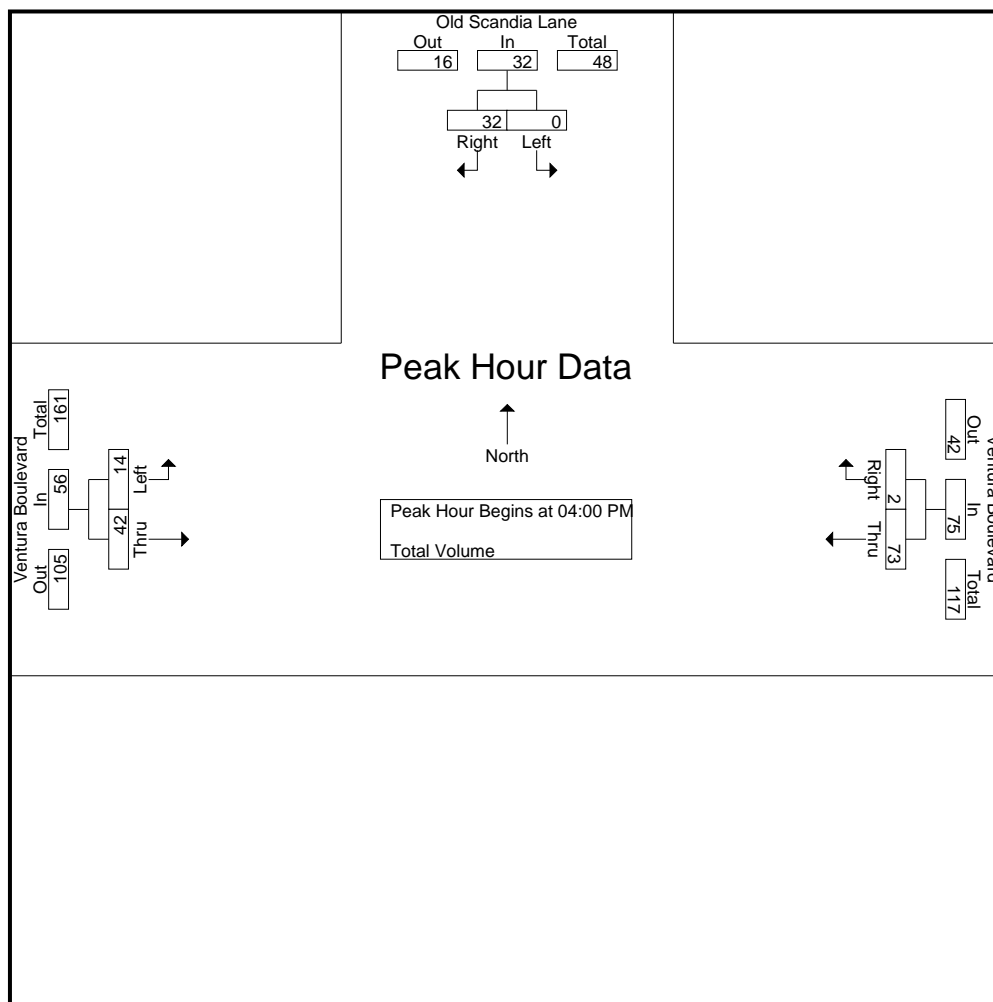 Old Scandia Lane
Out In Total
16 32 48
32 0
Right Left
Peak Hour Data
North
Peak Hour Begins at 04:00 PM
Total Volume
Ventura Boulevard
Out In Total
105 56 161
14 42
Left Thru
Ventura Boulevard
Out In Total
42 75 117
Right Thru
2 73